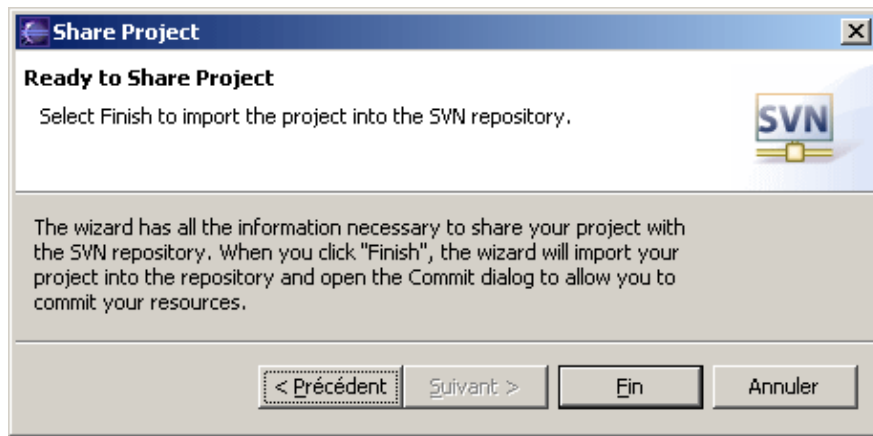 Share Project
Ready to Share Project
Select Finish to import the project into the SVN repository.
SVN
The wizard has all the information necessary to share your project with
the SVN repository. When you click "Finish", the wizard will import your
project into the repository and open the Commit dialog to allow you to
commit your resources.
< Précédent Suivant > Fin Annuler